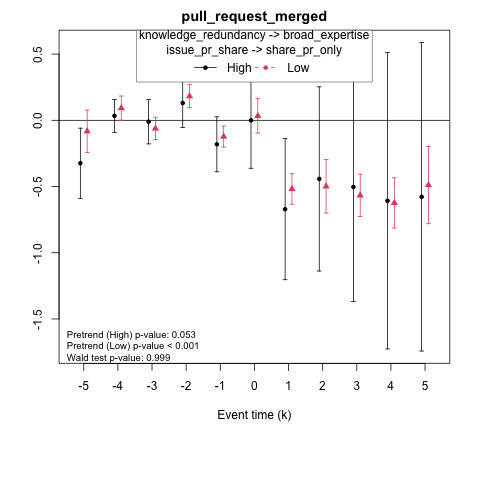 pull_request_merged
knowledge_redundancy -> broad_expertise
issue_pr_share -> share_pr_only
High Low
0.5
0.0
-0.5
-1.0
-1.5
Pretrend (High) p-value: 0.053
Pretrend (Low) p-value < 0.001
Wald test p-value: 0.999
-5 -4 -3 -2 -1 0 1 2 3 4 5
Event time (k)